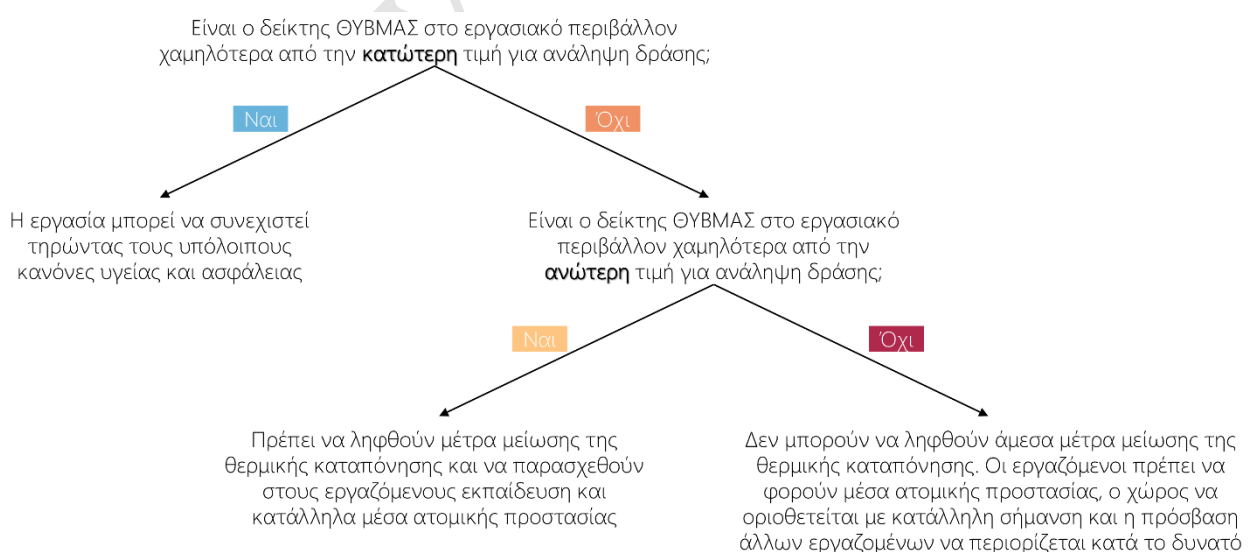 Είναι ο δείκτης ΘΥΒΜΑΣ στο εργασιακό περιβάλλον
χαμηλότερα από την κατώτερη τιμή για ανάληψη δράσης;
Ναι
Όχι
Η εργασία μπορεί να συνεχιστεί
τηρώντας τους υπόλοιπους
κανόνες υγείας και ασφάλειας
Είναι ο δείκτης ΘΥΒΜΑΣ στο εργασιακό
περιβάλλον χαμηλότερα από την
ανώτερη τιμή για ανάληψη δράσης;
Ναι
Όχι
Πρέπει να ληφθούν μέτρα μείωσης της
θερμικής καταπόνησης και να παρασχεθούν
στους εργαζόμενους εκπαίδευση και
κατάλληλα μέσα ατομικής προστασίας
Δεν μπορούν να ληφθούν άμεσα μέτρα μείωσης της
θερμικής καταπόνησης. Οι εργαζόμενοι πρέπει να
φορούν μέσα ατομικής προστασίας, ο χώρος να
οριοθετείται με κατάλληλη σήμανση και η πρόσβαση
άλλων εργαζομένων να περιορίζεται κατά το δυνατό